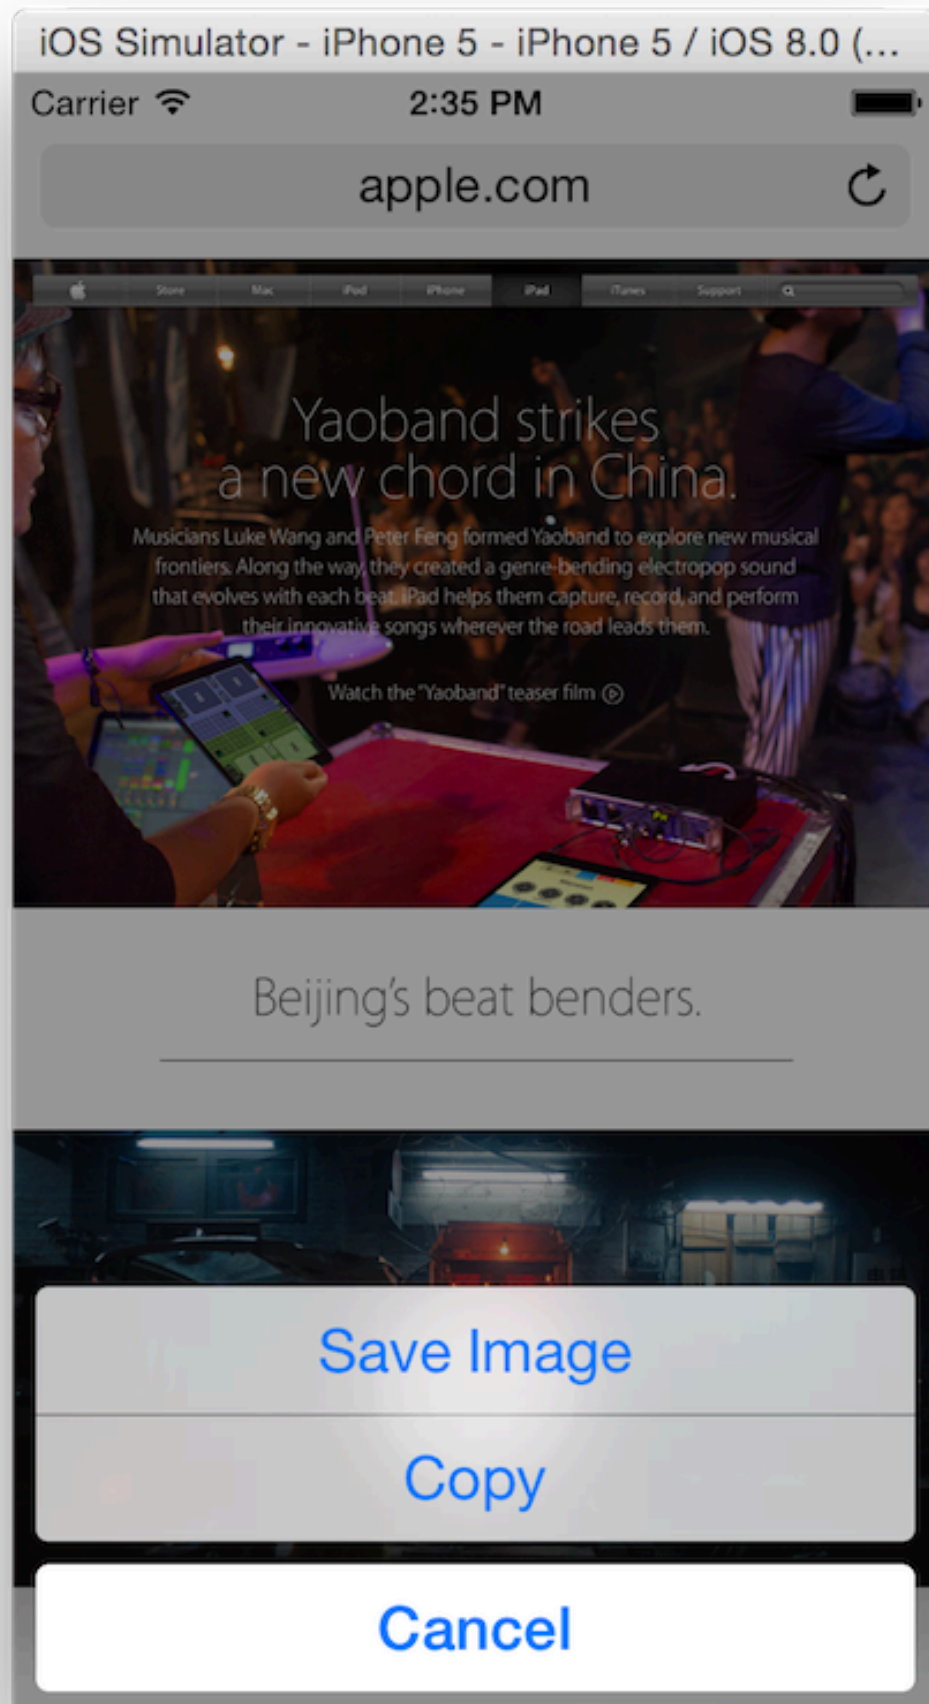 iOS Simulator - iPhone 5 - iPhone 5 / iOS 8.0 (...
Carrier 2:35 PM
apple.com
Store Mac iPod iPhone iPad iTunes Support
Yaoband strikes
a new chord in China.
Musicians Luke Wang and Peter Feng formed Yaoband to explore new musical
frontiers. Along the way, they created a genre-bending electropop sound
that evolves with each beat. iPad helps them capture, record, and perform
their innovative songs wherever the road leads them.
Watch the "Yaoband" teaser film
Beijing's beat benders.
Save Image
Copy
Cancel